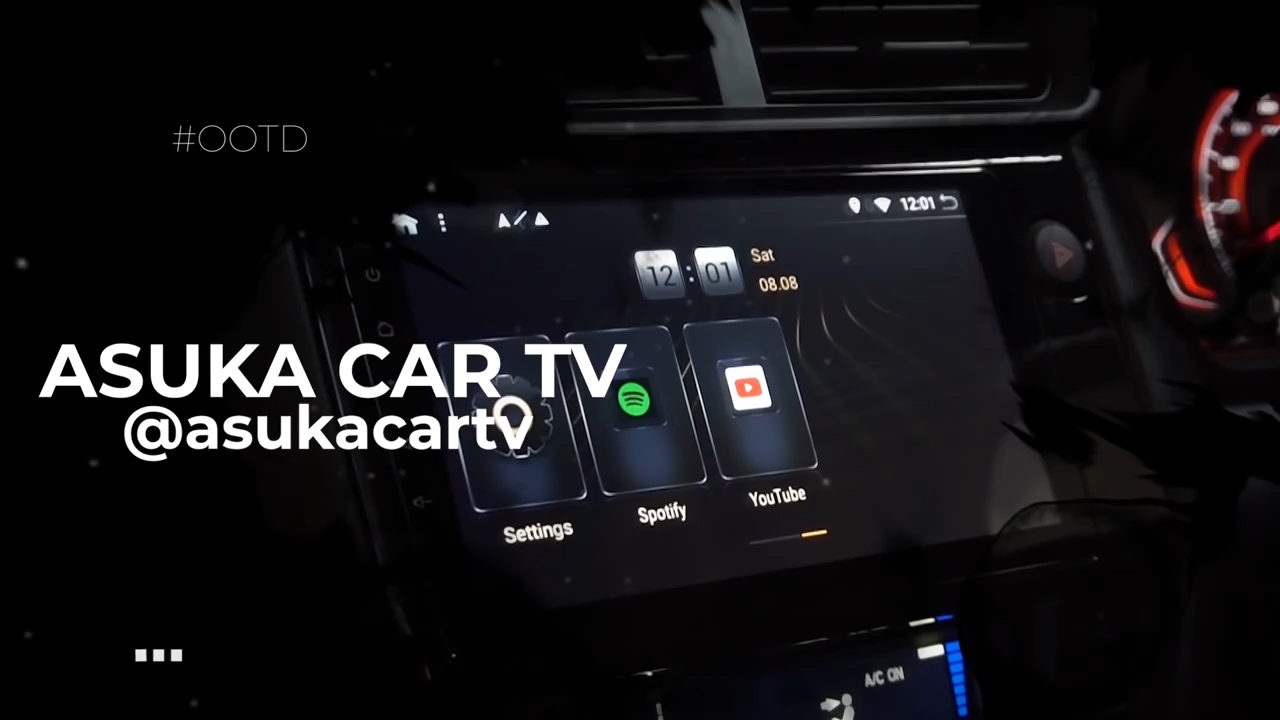 #OOTD
12:01
12:01
Sat
08.08
ASUKA CAR TV
@asukacartv
Settings
Spotify
YouTube
A/C ON